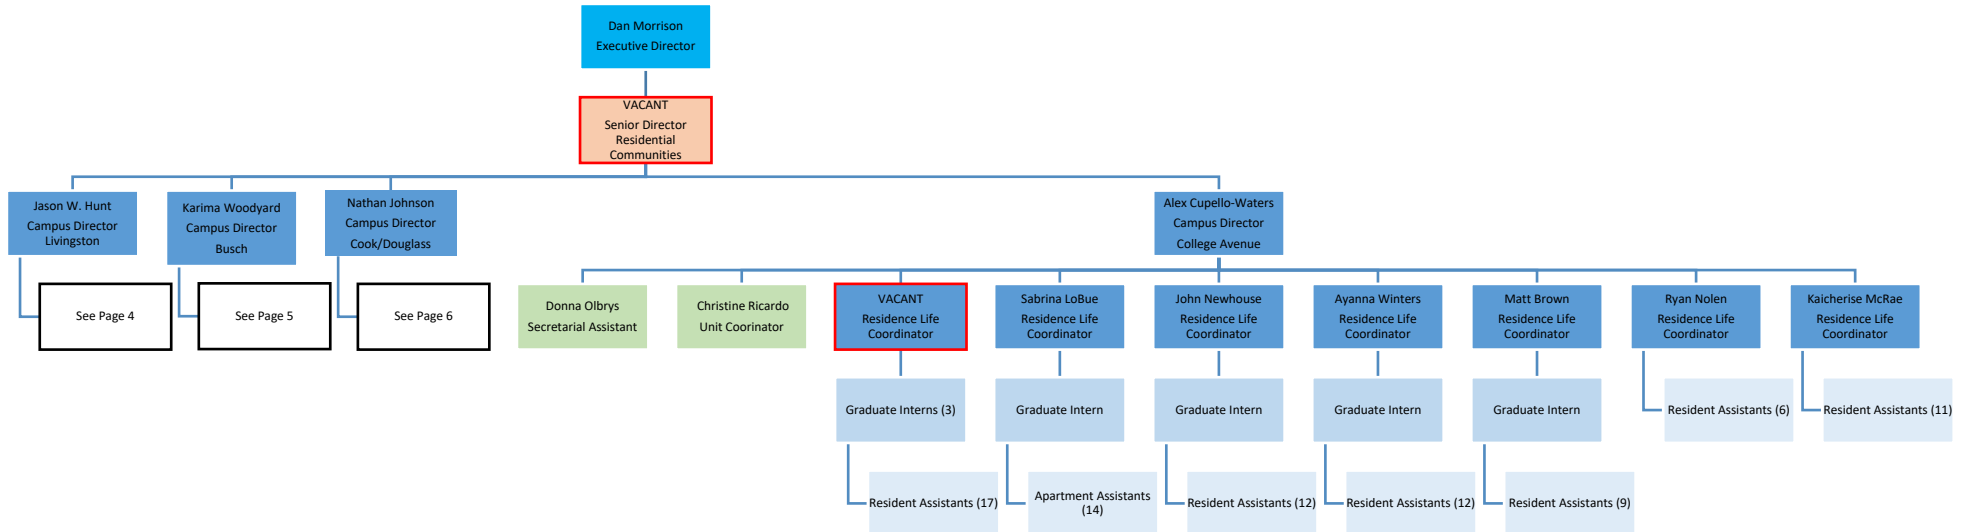 Dan Morrison
Executive Director
VACANT
Senior Director
Residential
Communities
Jason W. Hunt
Campus Director
Livingston
Karima Woodyard
Campus Director
Busch
Nathan Johnson
Campus Director
Cook/Douglass
Alex Cupello-Waters
Campus Director
College Avenue
See Page 4
See Page 5
See Page 6
Donna Olbrys
Secretarial Assistant
Christine Ricardo
Unit Coorinator
VACANT
Residence Life
Coordinator
Sabrina LoBue
Residence Life
Coordinator
John Newhouse
Residence Life
Coordinator
Ayanna Winters
Residence Life
Coordinator
Matt Brown
Residence Life
Coordinator
Ryan Nolen
Residence Life
Coordinator
Kaicherise McRae
Residence Life
Coordinator
Graduate Interns (3)
Graduate Intern
Graduate Intern
Graduate Intern
Graduate Intern
Resident Assistants (6)
Resident Assistants (11)
Resident Assistants (17)
Apartment Assistants
(14)
Resident Assistants (12)
Resident Assistants (12)
Resident Assistants (9)